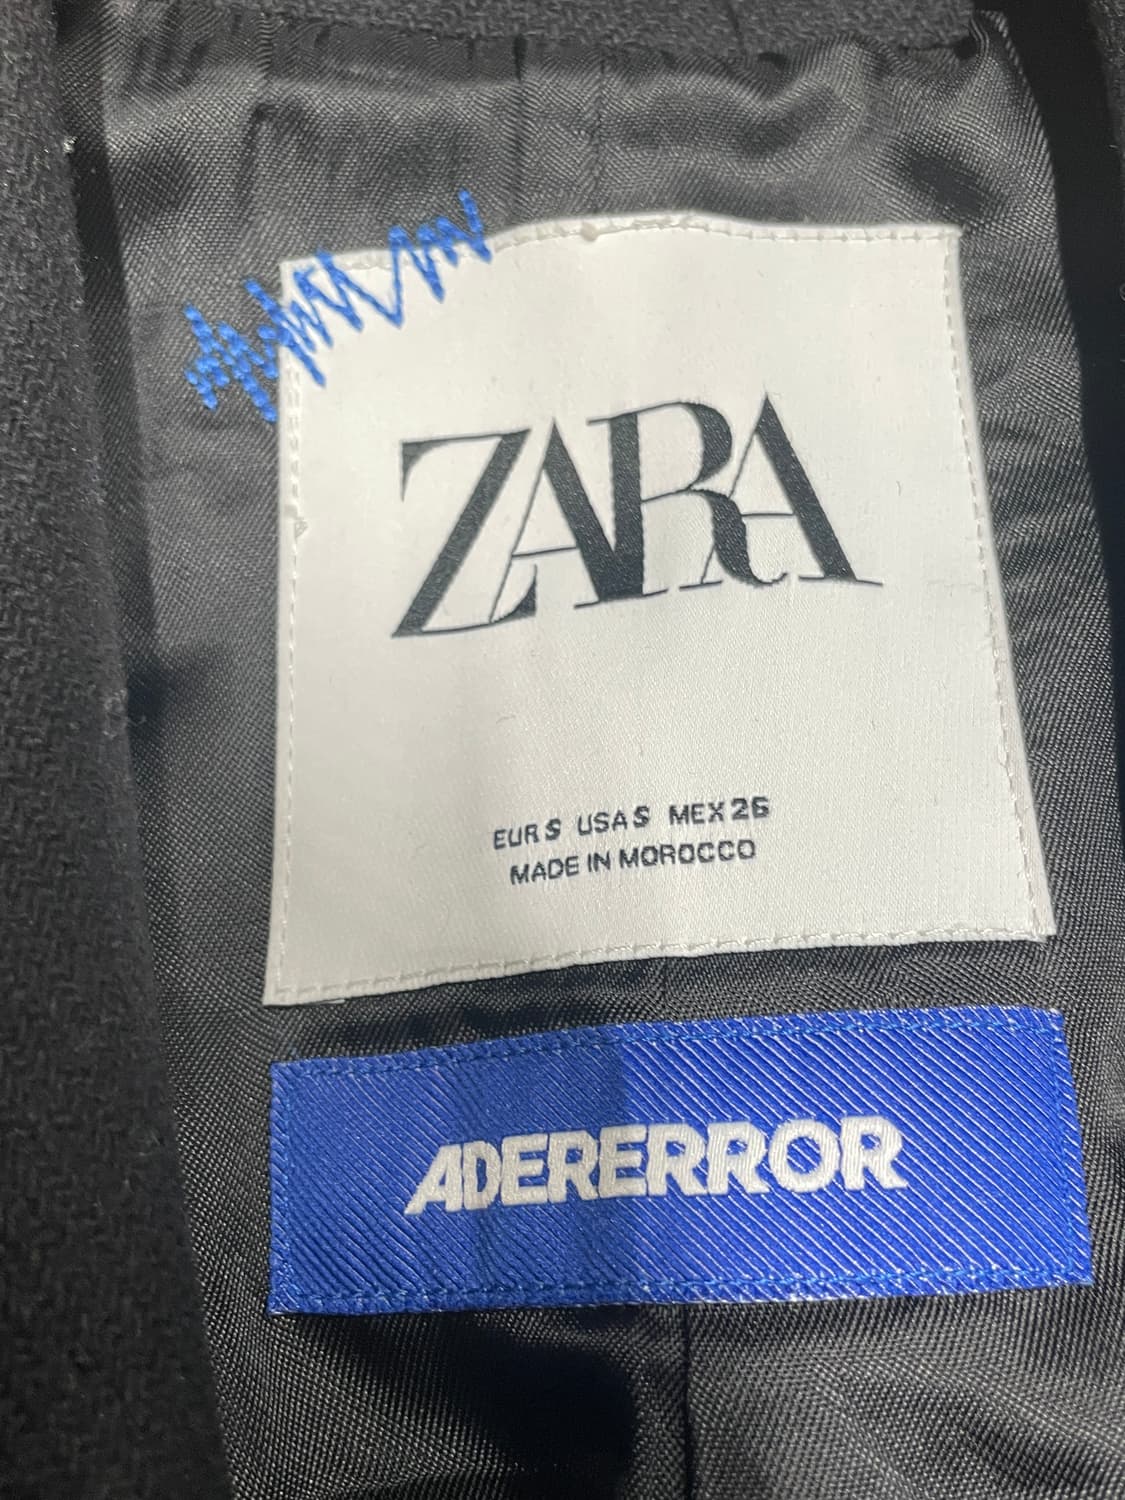 ZARA
EUR S USA S MEX 26
MADE IN MOROCCO
ADERERROR